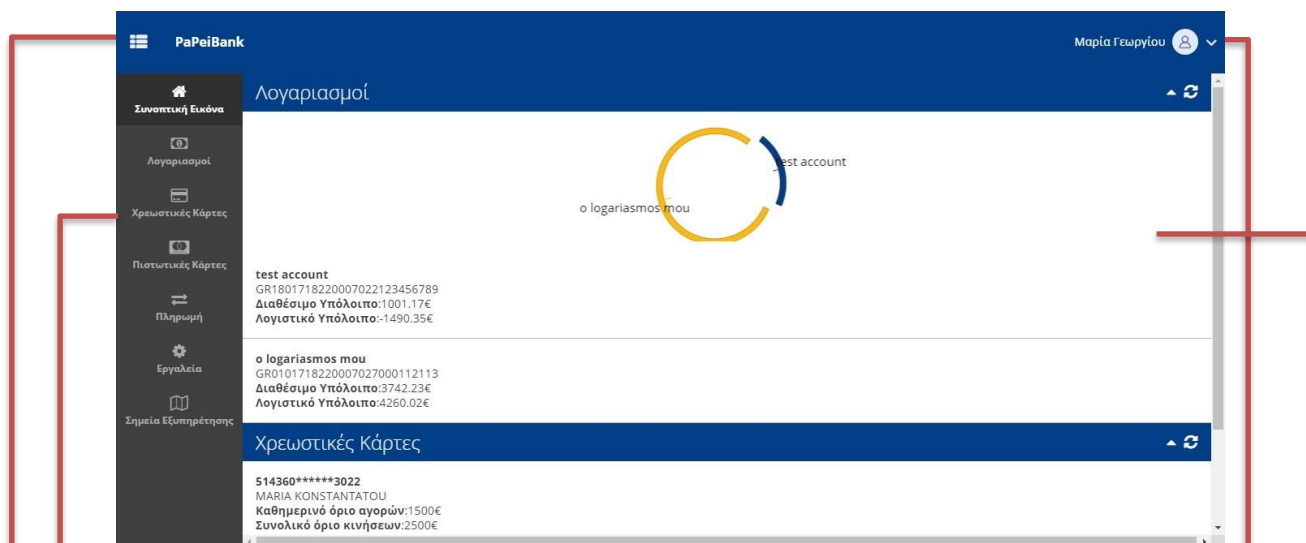 PaPeiBank
Μαρία Γεωργίου
Συνοπτική Εικόνα
Λογαριασμοί
Χρεωστικές Κάρτες
Πιστωτικές Κάρτες
Πληρωμή
Εργαλεία
Σημεία Εξυπηρέτησης
Λογαριασμοί
test account
o logariasmos mou
test account
GR1801718220007022123456789
Διαθέσιμο Υπόλοιπο:1001.17€
Λογιστικό Υπόλοιπο:-1490.35€
o logariasmos mou
GR0101718220007027000112113
Διαθέσιμο Υπόλοιπο:3742.23€
Λογιστικό Υπόλοιπο:4260.02€
Χρεωστικές Κάρτες
514360******3022
MARIA KONSTANTATOU
Καθημερινό όριο αγορών:1500€
Συνολικό όριο κινήσεων:2500€